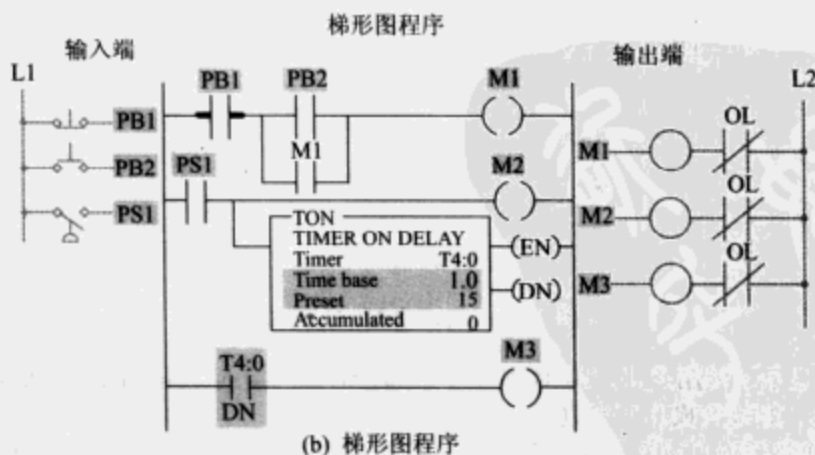 梯形图程序
输入端
输出端
L1
L2
PB1
PB2
M1
PB1
PB2
PS1
M1
PS1
M2
TON
TIMER ON DELAY
Timer T4:0
Time base 1.0
Preset 15
Accumulated 0
(EN)
(DN)
T4:0
DN
M3
OL
M1
OL
M2
OL
M3
(b) 梯形图程序